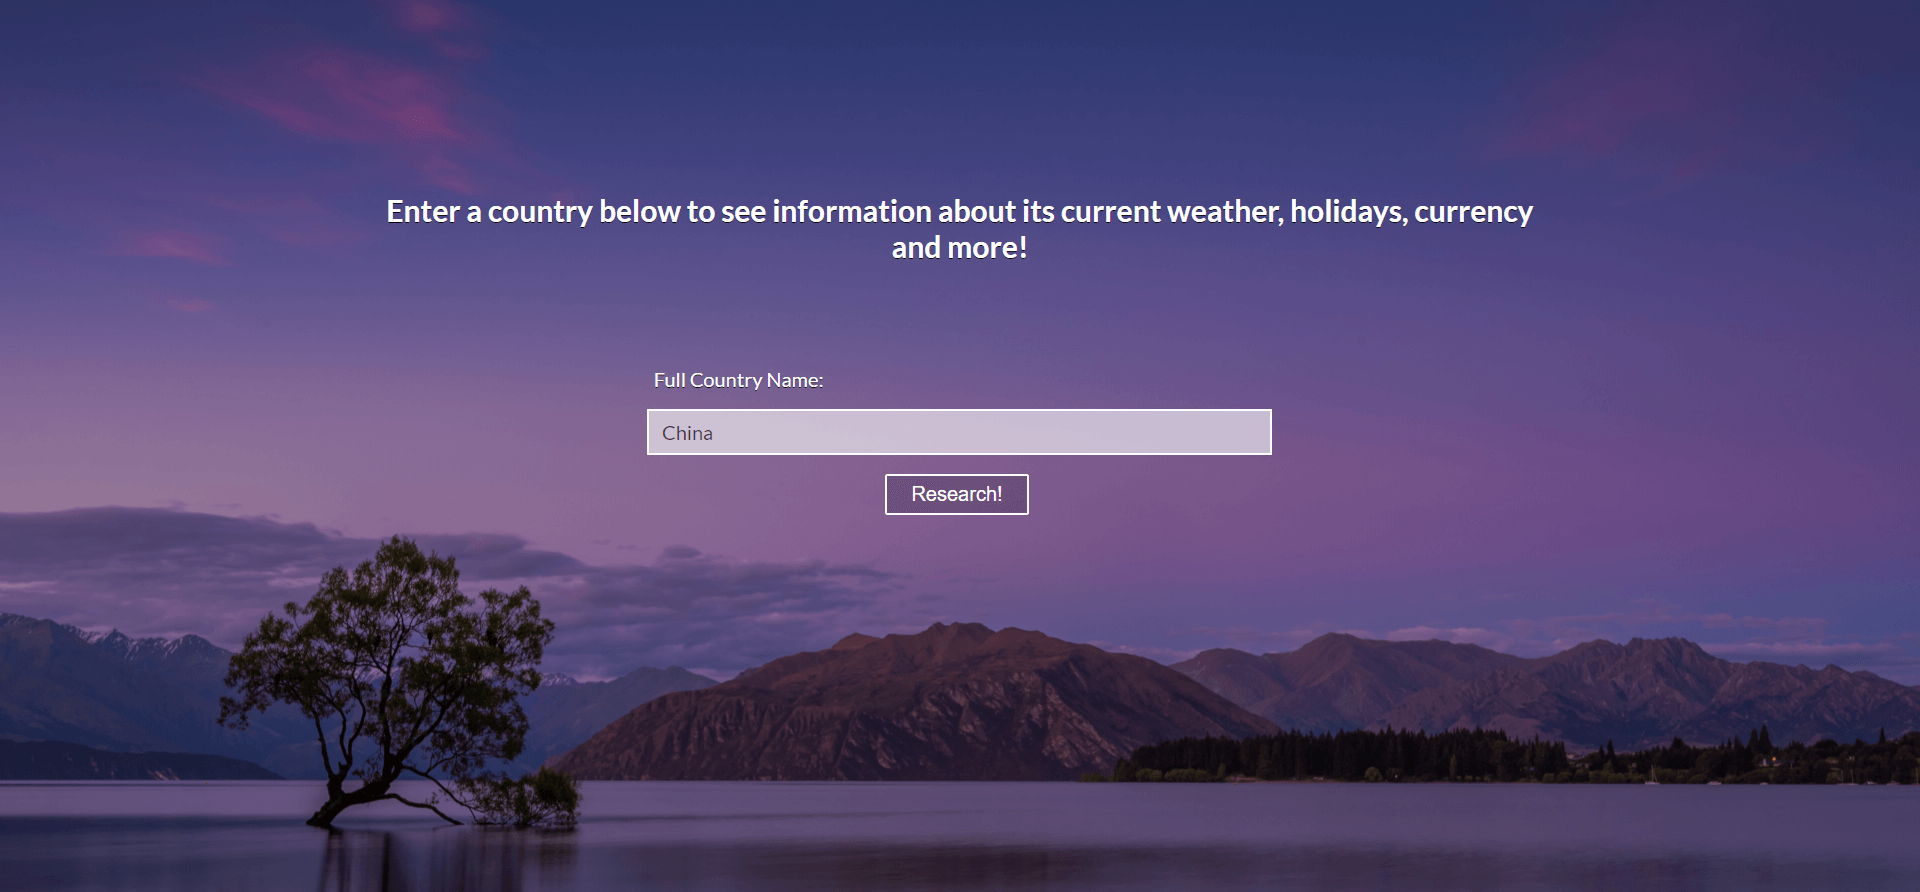 Enter a country below to see information about its current weather, holidays, currency
and more!
Full Country Name:
China
Research!